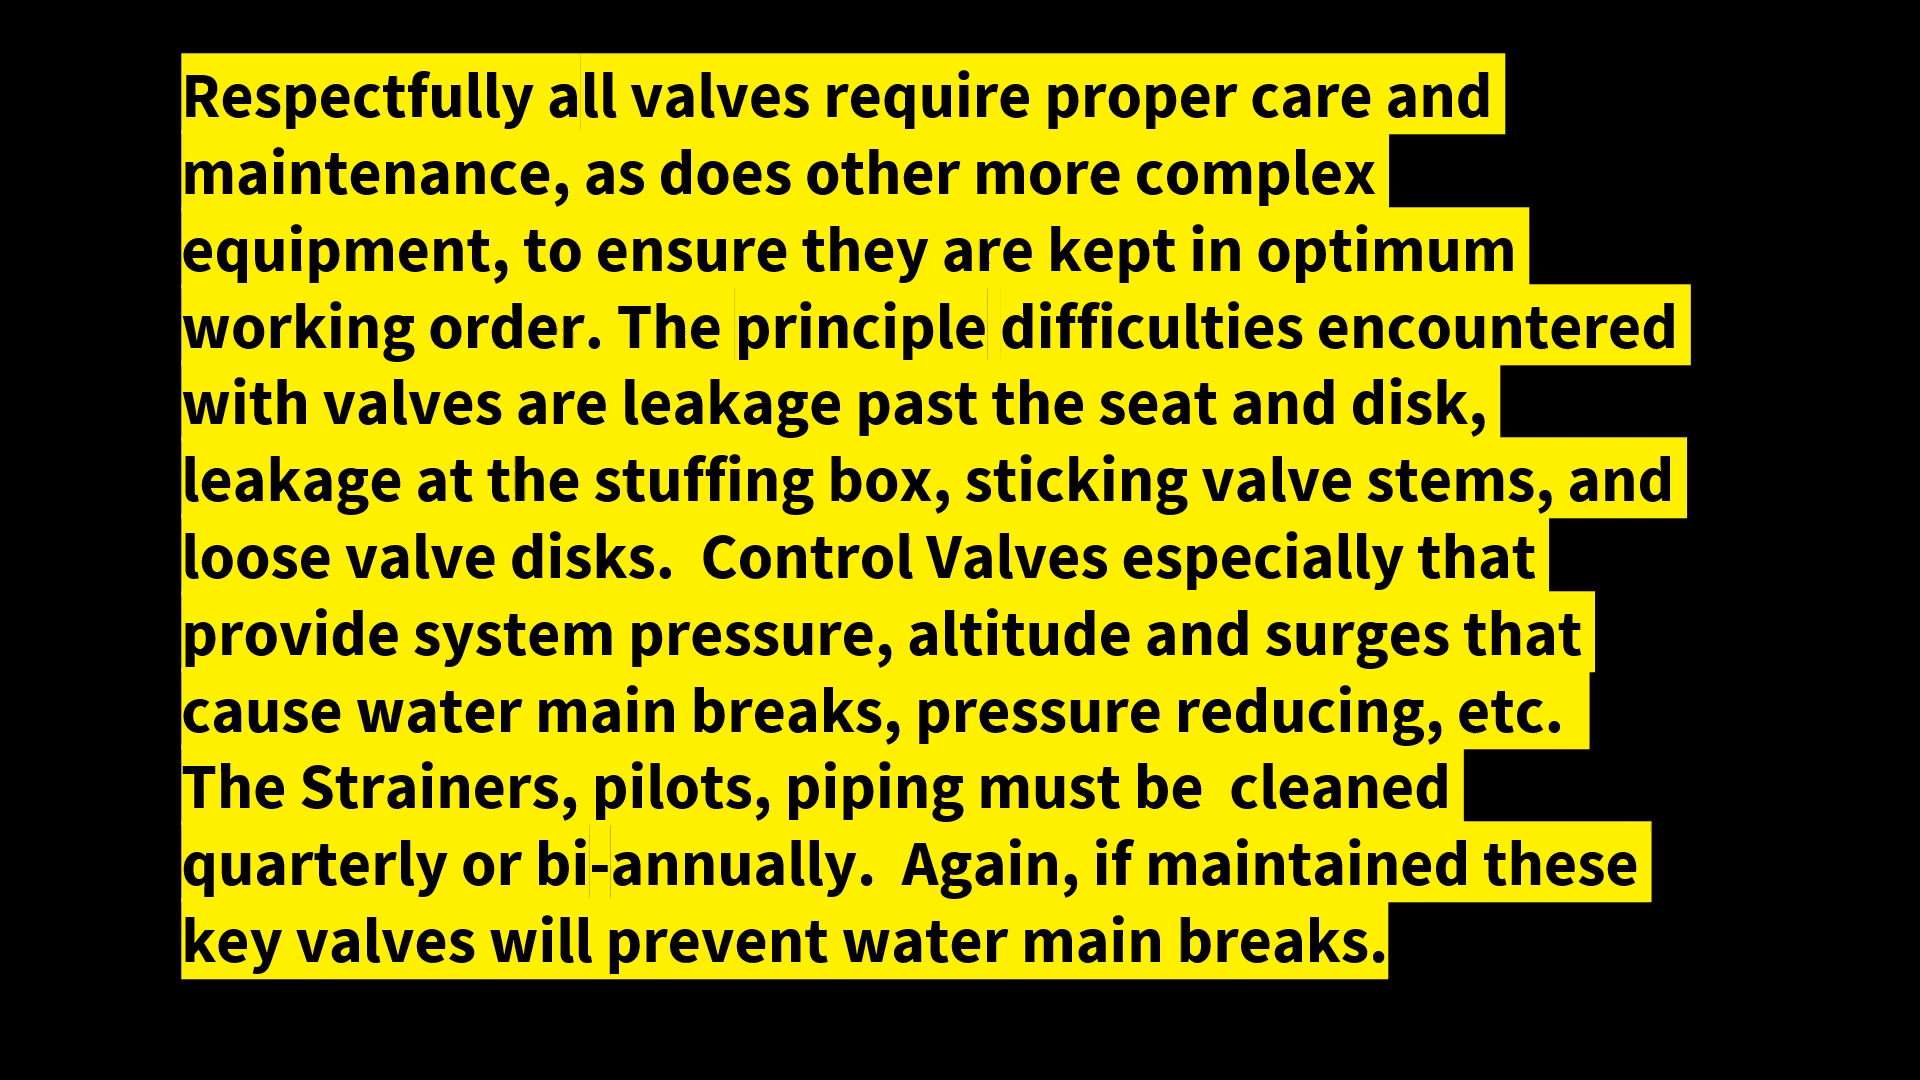 Respectfully all valves require proper care and
maintenance, as does other more complex
equipment, to ensure they are kept in optimum
working order. The principle difficulties encountered
with valves are leakage past the seat and disk,
leakage at the stuffing box, sticking valve stems, and
loose valve disks.  Control Valves especially that
provide system pressure, altitude and surges that
cause water main breaks, pressure reducing, etc.
The Strainers, pilots, piping must be  cleaned
quarterly or bi-annually.  Again, if maintained these
key valves will prevent water main breaks.